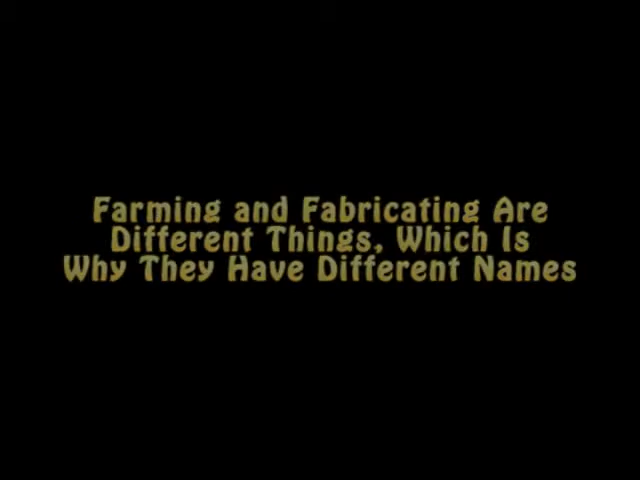 Farming and Fabricating Are
Different Things, Which Is
Why They Have Different Names